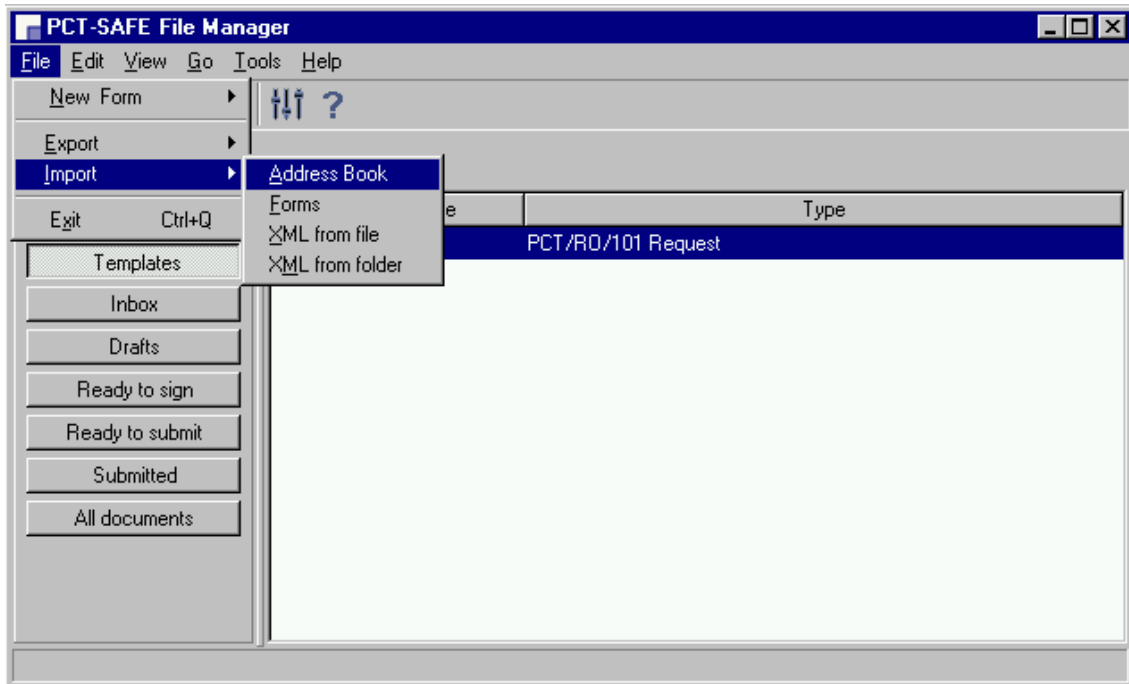 PCT-SAFE File Manager
File Edit View Go Tools Help
New Form
?
Export
Import
Address Book
Forms
XML from file
XML from folder
Exit Ctrl+Q
e Type
PCT/RO/101 Request
Templates
Inbox
Drafts
Ready to sign
Ready to submit
Submitted
All documents